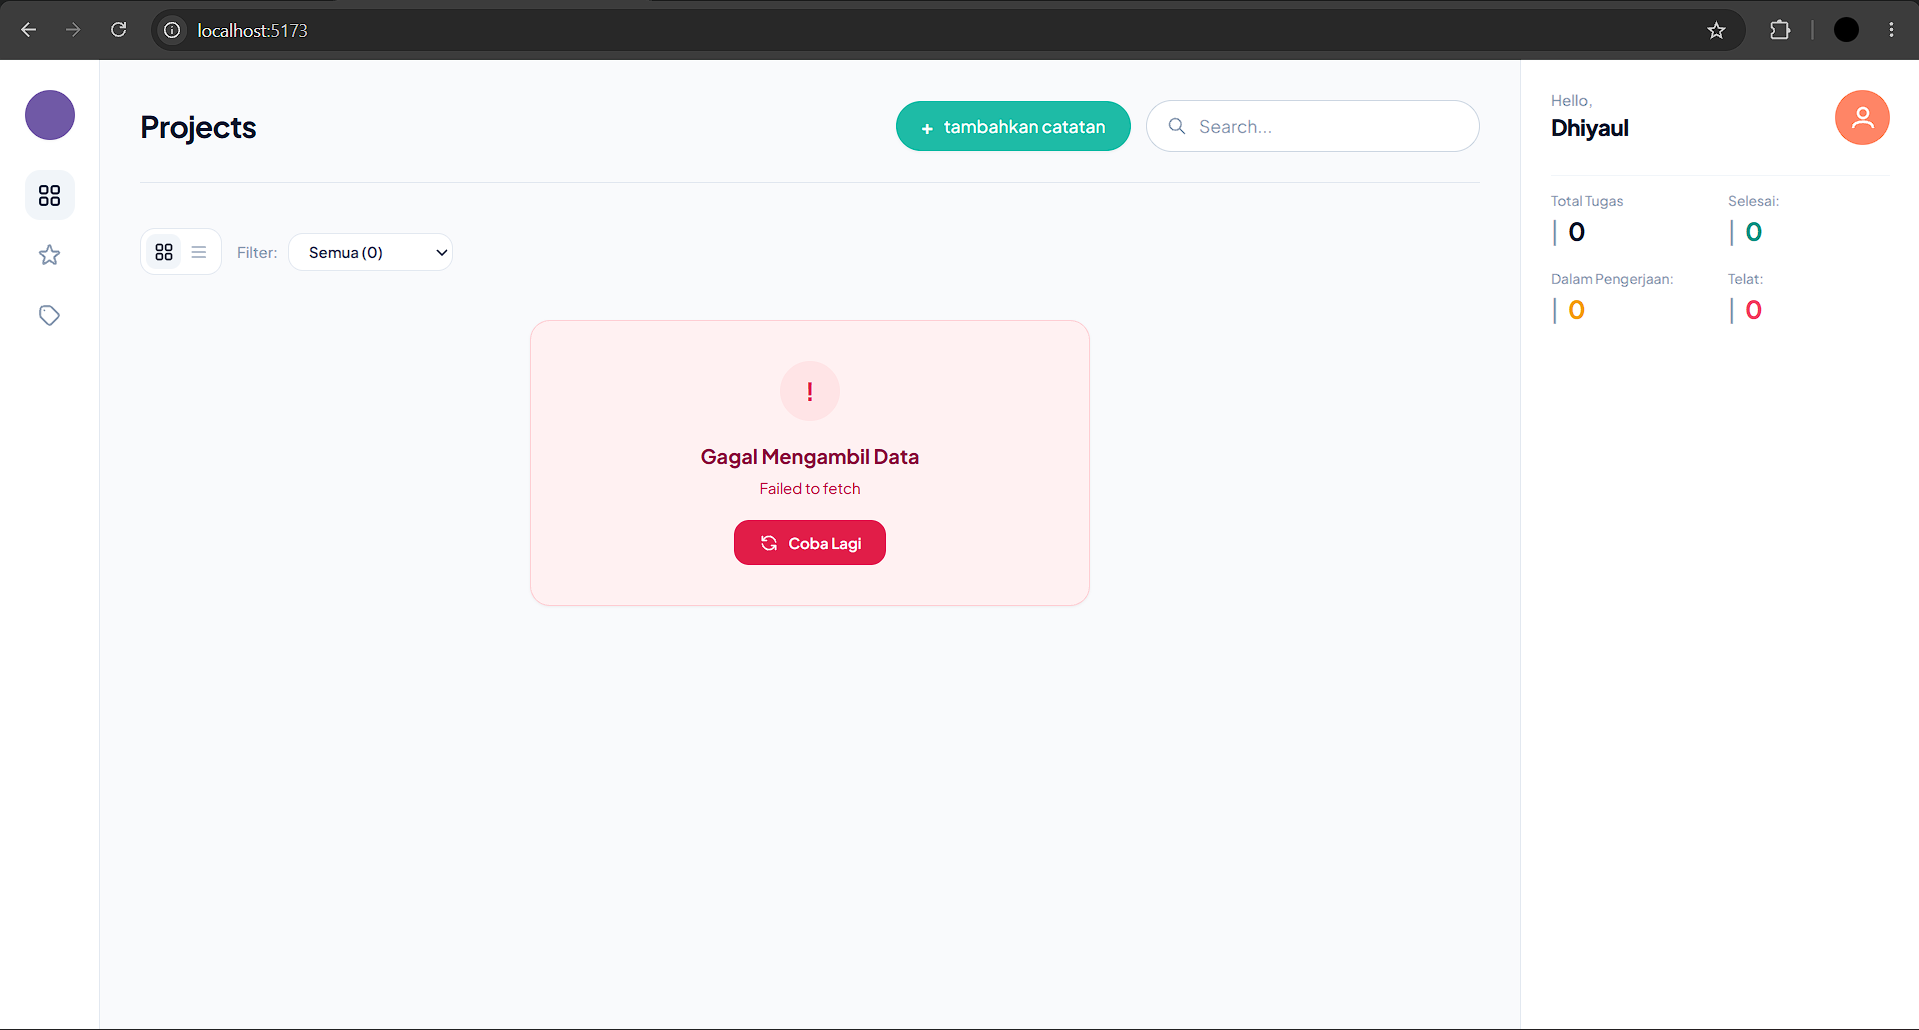 localhost:5173
Projects
+ tambahkan catatan
Search...
Filter:
Semua (0)
!
Gagal Mengambil Data
Failed to fetch
Coba Lagi
Hello,
Dhiyaul
Total Tugas
0
Selesai:
0
Dalam Pengerjaan:
0
Telat:
0